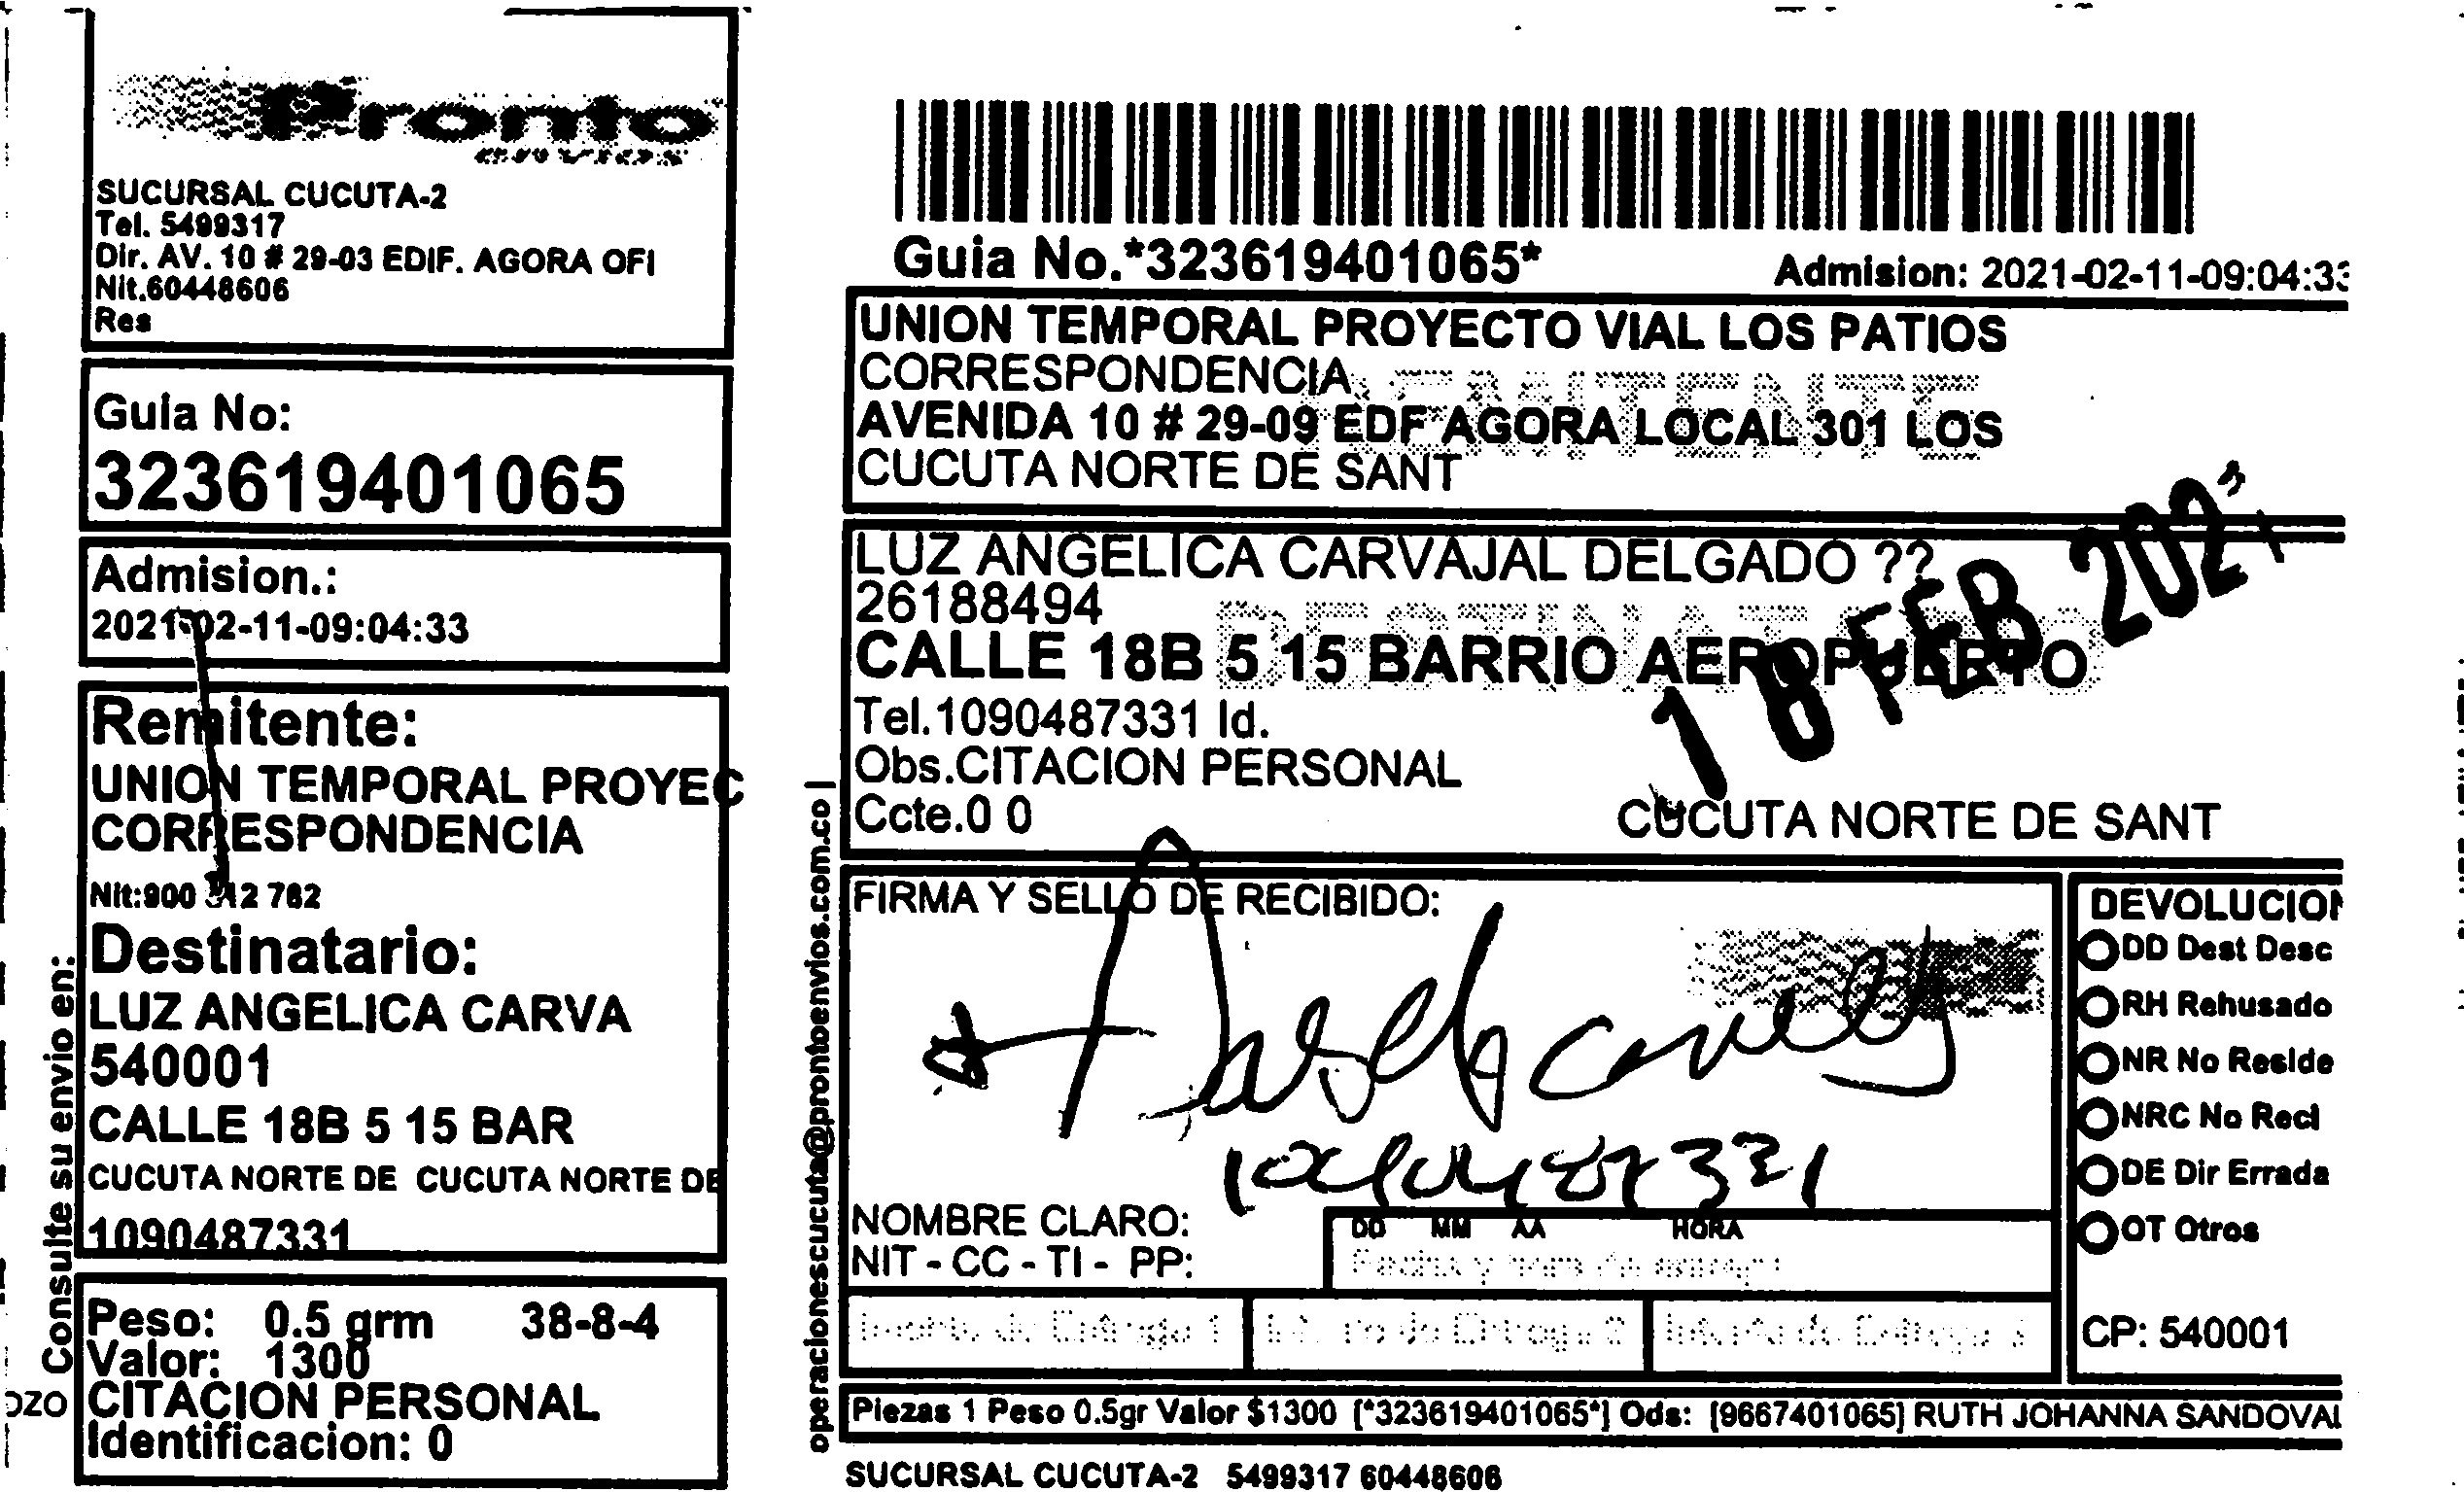 Pronto
SUCURSAL CUCUTA-2
Tel. 5499317
Dir. AV. 10 # 29-03 EDIF. AGORA OFI
Nit.60448606
Res
Guia No:
323619401065
Admision.:
2021-02-11-09:04:33
Remitente:
UNION TEMPORAL PROYEC
CORRESPONDENCIA
Nit:900 782
Destinatario:
LUZ ANGELICA CARVA
540001
CALLE 18B 5 15 BAR
CUCUTA NORTE DE CUCUTA NORTE DE
1090487331
Peso: 0.5 grm 38-8-4
Valor: 1300
CITACION PERSONAL
Identificacion: 0
Consulte su envio en:
operacionescucuta@prontoenvios.com.co |
Guia No.*323619401065*
Admision: 2021-02-11-09:04:33
UNION TEMPORAL PROYECTO VIAL LOS PATIOS
CORRESPONDENCIA
REMITENTE
AVENIDA 10 # 29-09 EDF AGORA LOCAL 301 LOS
CUCUTA NORTE DE SANT
LUZ ANGELICA CARVAJAL DELGADO ??
26188494
DESTINATARIO
CALLE 18B 5 15 BARRIO AEROPUERTO
18 FEB 2021
Tel.1090487331 Id.
Obs.CITACION PERSONAL
Ccte.0 0
CUCUTA NORTE DE SANT
FIRMA Y SELLO DE RECIBIDO:
1090487331
NOMBRE CLARO:
NIT - CC - TI - PP:
DD MM AA HORA
DEVOLUCION
DD Dest Desc
RH Rehusado
NR No Reside
NRC No Recl
DE Dir Errada
OT Otros
CP: 540001
Piezas 1 Peso 0.5gr Valor $1300 [*323619401065*] Ods: [9667401065] RUTH JOHANNA SANDOVAL
SUCURSAL CUCUTA-2 5499317 60448606